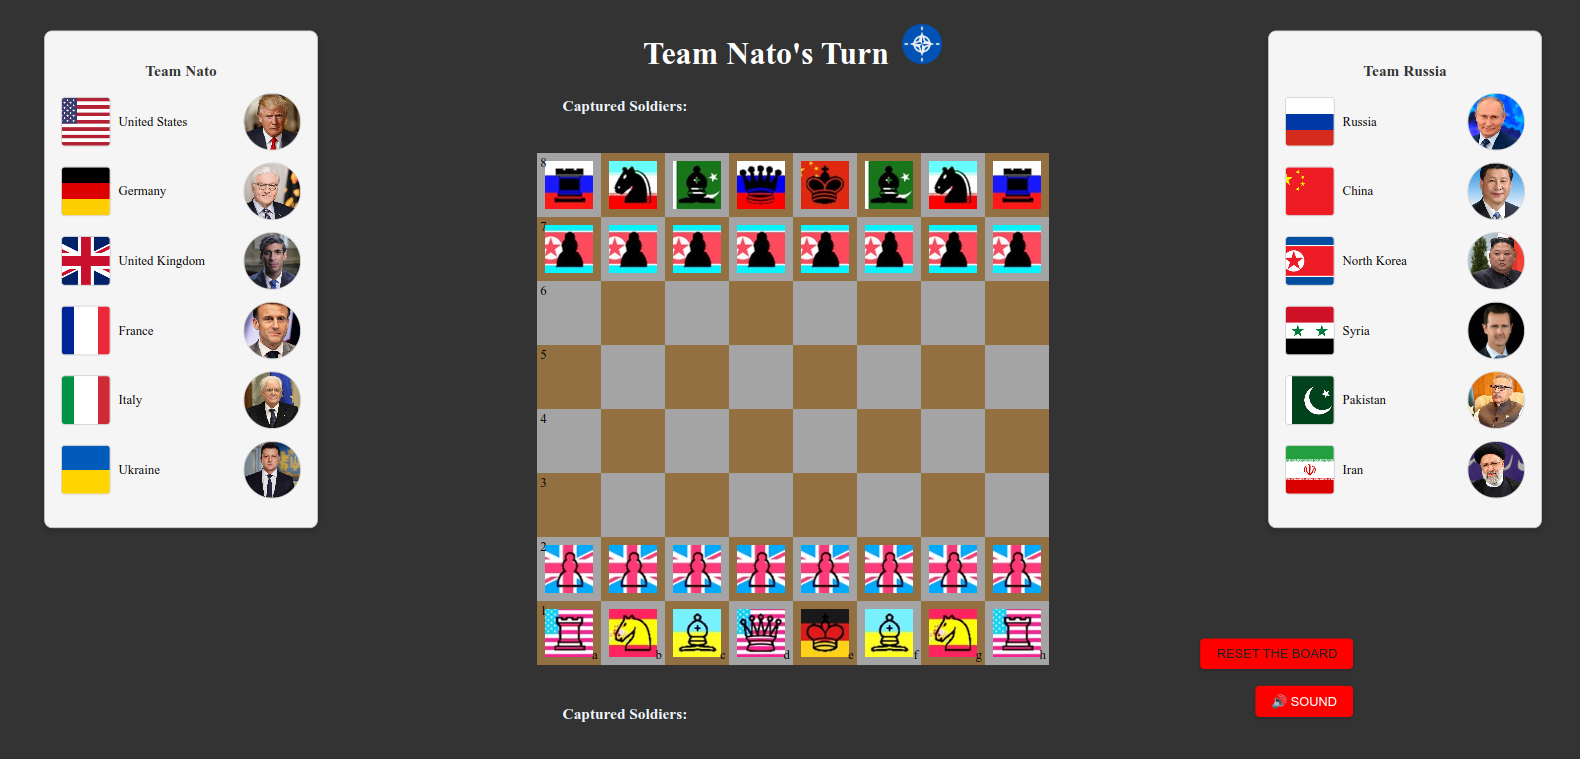 Team Nato's Turn
Team Nato
United States
Germany
United Kingdom
France
Italy
Ukraine
Captured Soldiers:
8
7
6
5
4
3
2
1
a b c d e f g h
Captured Soldiers:
Team Russia
Russia
China
North Korea
Syria
Pakistan
Iran
RESET THE BOARD
🔊 SOUND